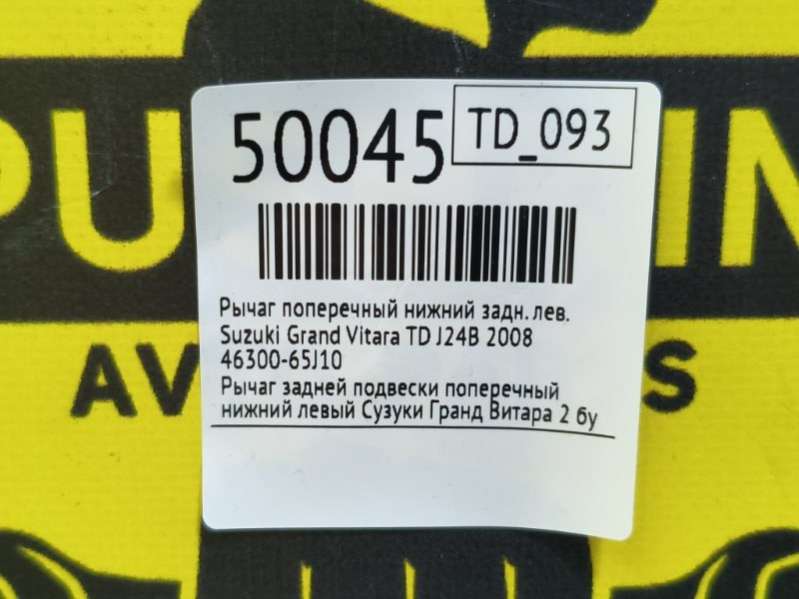 50045
TD_093
Рычаг поперечный нижний задн. лев.
Suzuki Grand Vitara TD J24B 2008
46300-65J10
Рычаг задней подвески поперечный
нижний левый Сузуки Гранд Витара 2 бу